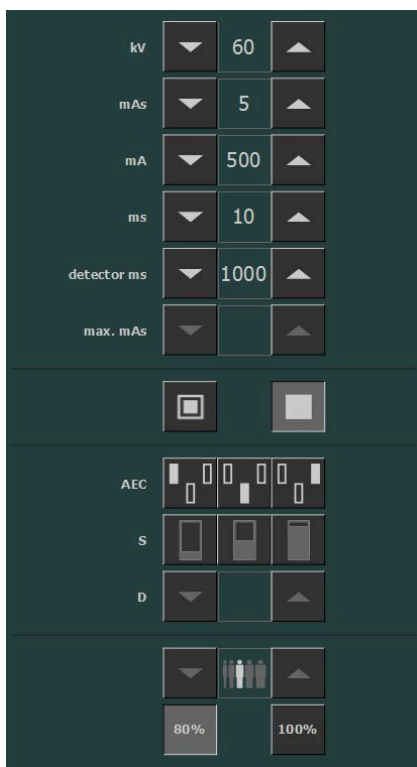 kV 60
mAs 5
mA 500
ms 10
detector ms 1000
max. mAs
AEC
S
D
80% 100%